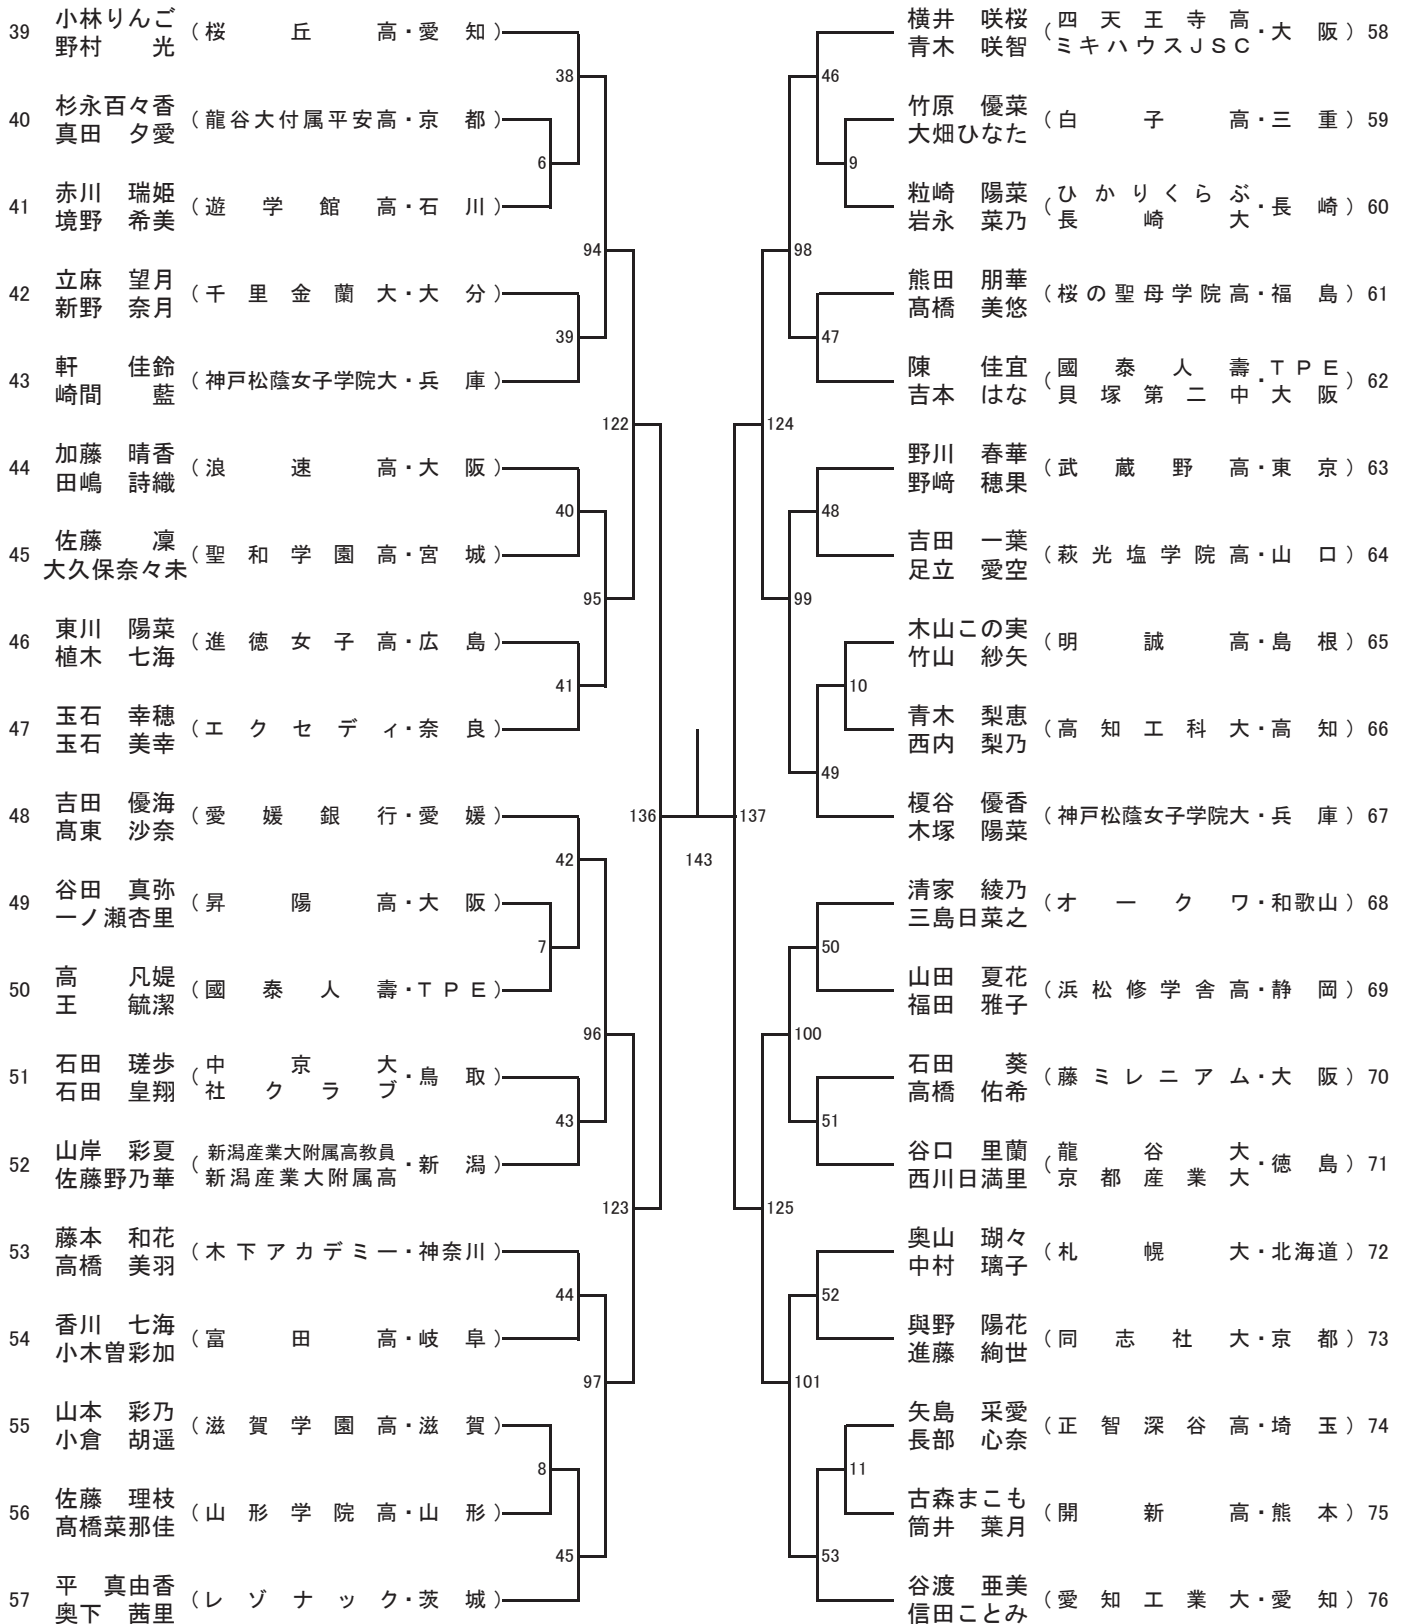 39 小林りんご 野村 光 (桜丘高・愛知)
38
40 杉永百々香 真田 夕愛 (龍谷大付属平安高・京都)
6
41 赤川 瑞姫 境野 希美 (遊学館高・石川)
94
42 立麻 望月 新野 奈月 (千里金蘭大・大分)
39
43 軒 佳鈴 崎間 藍 (神戸松蔭女子学院大・兵庫)
122
44 加藤 晴香 田嶋 詩織 (浪速高・大阪)
40
45 佐藤 凜 大久保奈々未 (聖和学園高・宮城)
95
46 東川 陽菜 植木 七海 (進徳女子高・広島)
41
47 玉石 幸穂 玉石 美幸 (エクセディ・奈良)
136
48 吉田 優海 髙東 沙奈 (愛媛銀行・愛媛)
42
49 谷田 真弥 一ノ瀬杏里 (昇陽高・大阪)
7
50 高 凡媞 王 毓潔 (國泰人壽・TPE)
96
51 石田 瑳歩 石田 皇翔 (中京大 社クラブ・鳥取)
43
52 山岸 彩夏 佐藤野乃華 (新潟産業大附属高教員 新潟産業大附属高・新潟)
123
53 藤本 和花 高橋 美羽 (木下アカデミー・神奈川)
44
54 香川 七海 小木曽彩加 (富田高・岐阜)
97
55 山本 彩乃 小倉 胡遥 (滋賀学園高・滋賀)
8
56 佐藤 理枝 髙橋菜那佳 (山形学院高・山形)
45
57 平 真由香 奥下 茜里 (レゾナック・茨城)
143
横井 咲桜 青木 咲智 (四天王寺高 ミキハウスJSC・大阪) 58
46
竹原 優菜 大畑ひなた (白子高・三重) 59
9
粒崎 陽菜 岩永 菜乃 (ひかりくらぶ 長崎大・長崎) 60
98
熊田 朋華 髙橋 美悠 (桜の聖母学院高・福島) 61
47
陳 佳宜 吉本 はな (國泰人壽・TPE 貝塚第二中・大阪) 62
124
野川 春華 野﨑 穂果 (武蔵野高・東京) 63
48
吉田 一葉 足立 愛空 (萩光塩学院高・山口) 64
99
木山この実 竹山 紗矢 (明誠高・島根) 65
10
青木 梨恵 西内 梨乃 (高知工科大・高知) 66
49
榎谷 優香 木塚 陽菜 (神戸松蔭女子学院大・兵庫) 67
137
清家 綾乃 三島日菜之 (オークワ・和歌山) 68
50
山田 夏花 福田 雅子 (浜松修学舎高・静岡) 69
100
石田 葵 高橋 佑希 (藤ミレニアム・大阪) 70
51
谷口 里蘭 西川日満里 (龍谷大 京都産業大・徳島) 71
125
奥山 瑚々 中村 璃子 (札幌大・北海道) 72
52
與野 陽花 進藤 絢世 (同志社大・京都) 73
101
矢島 采愛 長部 心奈 (正智深谷高・埼玉) 74
11
古森まこも 筒井 葉月 (開新高・熊本) 75
53
谷渡 亜美 信田ことみ (愛知工業大・愛知) 76